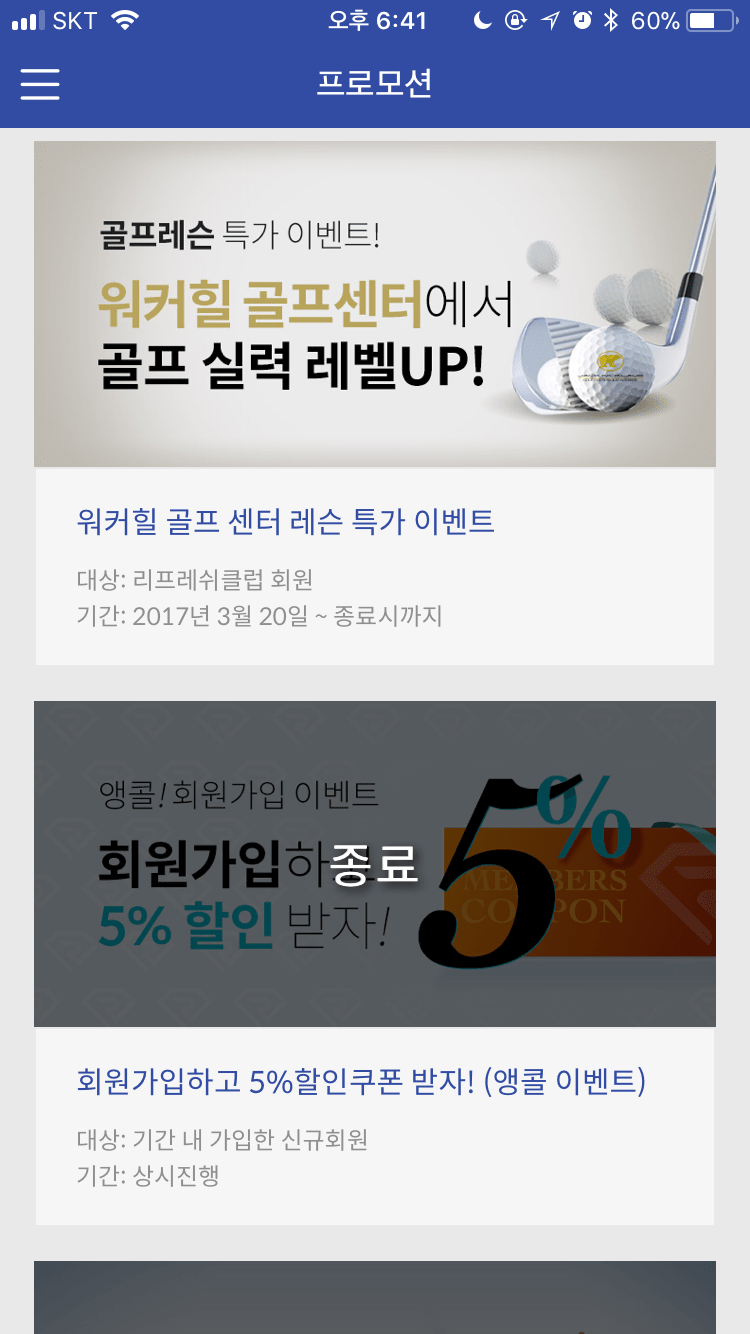 SKT 오후 6:41 60%
프로모션
골프레슨 특가 이벤트!
워커힐 골프센터에서
골프 실력 레벨UP!
워커힐 골프 센터 레슨 특가 이벤트
대상: 리프레쉬클럽 회원
기간: 2017년 3월 20일 ~ 종료시까지
앵콜! 회원가입 이벤트
회원가입하고
5% 할인 받자!
종료
5%
MEMBERS
COUPON
회원가입하고 5%할인쿠폰 받자! (앵콜 이벤트)
대상: 기간 내 가입한 신규회원
기간: 상시진행